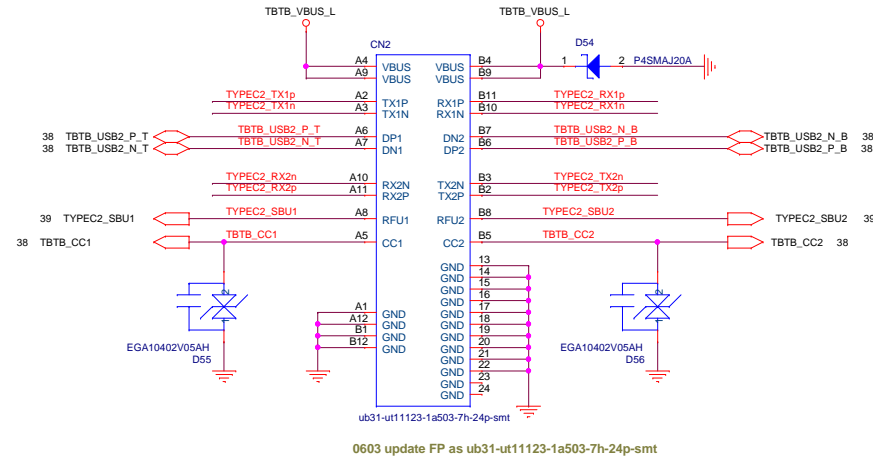 TBTB_VBUS_L
TBTB_VBUS_L
CN2
D54
A4 VBUS VBUS B4
A9 VBUS VBUS B9
1 2 P4SMAJ20A
TYPEC2_TX1p A2 TX1P RX1P B11 TYPEC2_RX1p
TYPEC2_TX1n A3 TX1N RX1N B10 TYPEC2_RX1n
38 TBTB_USB2_P_T TBTB_USB2_P_T A6 DP1 DN2 B7 TBTB_USB2_N_B TBTB_USB2_N_B 38
38 TBTB_USB2_N_T TBTB_USB2_N_T A7 DN1 DP2 B6 TBTB_USB2_P_B TBTB_USB2_P_B 38
TYPEC2_RX2n A10 RX2N TX2N B3 TYPEC2_TX2n
TYPEC2_RX2p A11 RX2P TX2P B2 TYPEC2_TX2p
39 TYPEC2_SBU1 TYPEC2_SBU1 A8 RFU1 RFU2 B8 TYPEC2_SBU2 TYPEC2_SBU2 39
38 TBTB_CC1 TBTB_CC1 A5 CC1 CC2 B5 TBTB_CC2 TBTB_CC2 38
GND 13
GND 14
GND 15
GND 16
A1 GND GND 17
A12 GND GND 18
B1 GND GND 19
B12 GND GND 20
GND 21
GND 22
GND 23
GND 24
2
1
EGA10402V05AH
D55
2
1
EGA10402V05AH
D56
ub31-ut11123-1a503-7h-24p-smt
0603 update FP as ub31-ut11123-1a503-7h-24p-smt